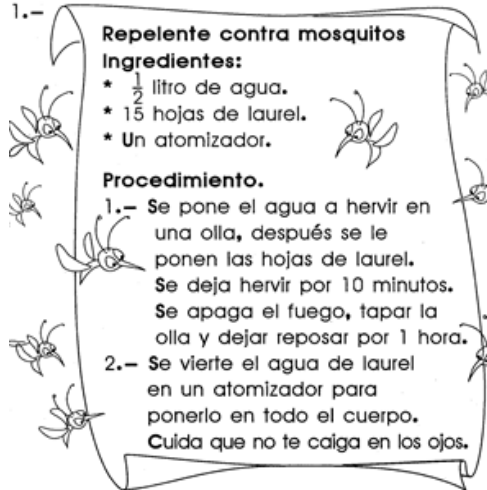 1.–
Repelente contra mosquitos
Ingredientes:
* 1/2 litro de agua.
* 15 hojas de laurel.
* Un atomizador.
Procedimiento.
1.– Se pone el agua a hervir en
una olla, después se le
ponen las hojas de laurel.
Se deja hervir por 10 minutos.
Se apaga el fuego, tapar la
olla y dejar reposar por 1 hora.
2.– Se vierte el agua de laurel
en un atomizador para
ponerlo en todo el cuerpo.
Cuida que no te caiga en los ojos.